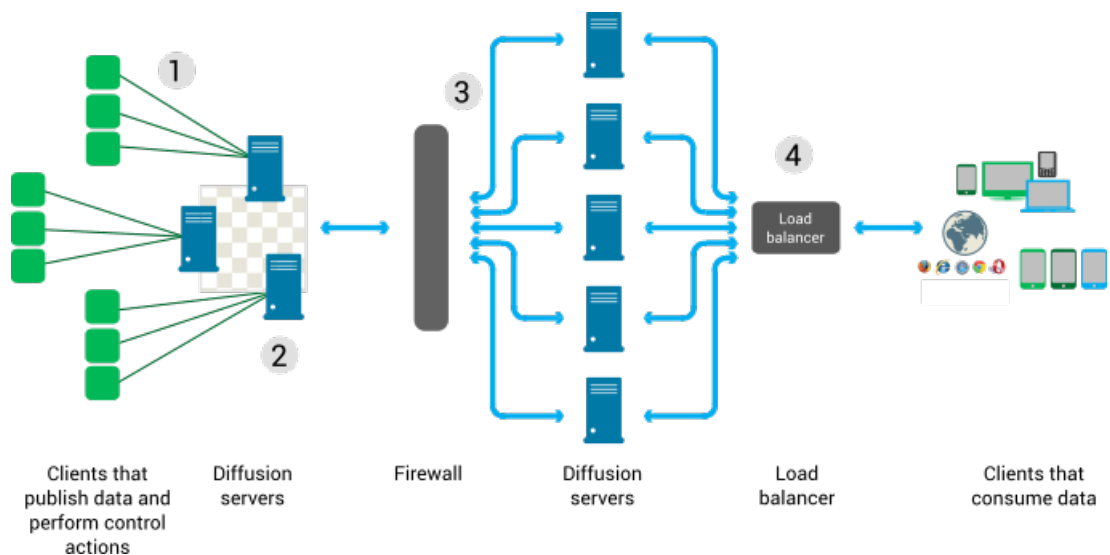 1
3
4
Load
balancer
2
Clients that
publish data and
perform control
actions
Diffusion
servers
Firewall
Diffusion
servers
Load
balancer
Clients that
consume data